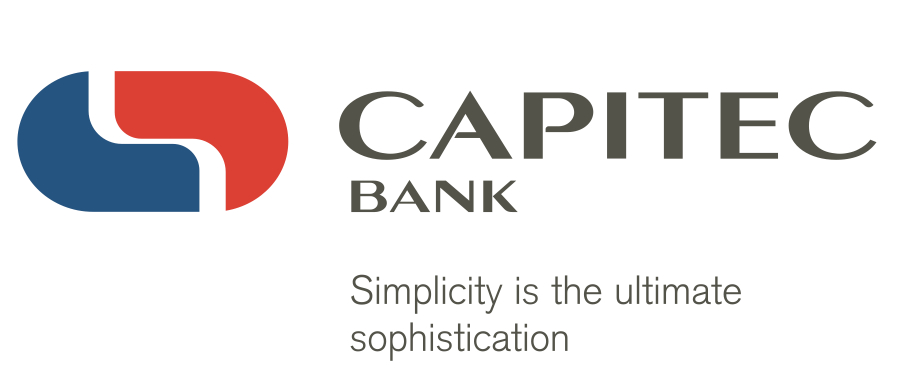 CAPITEC
BANK
Simplicity is the ultimate
sophistication